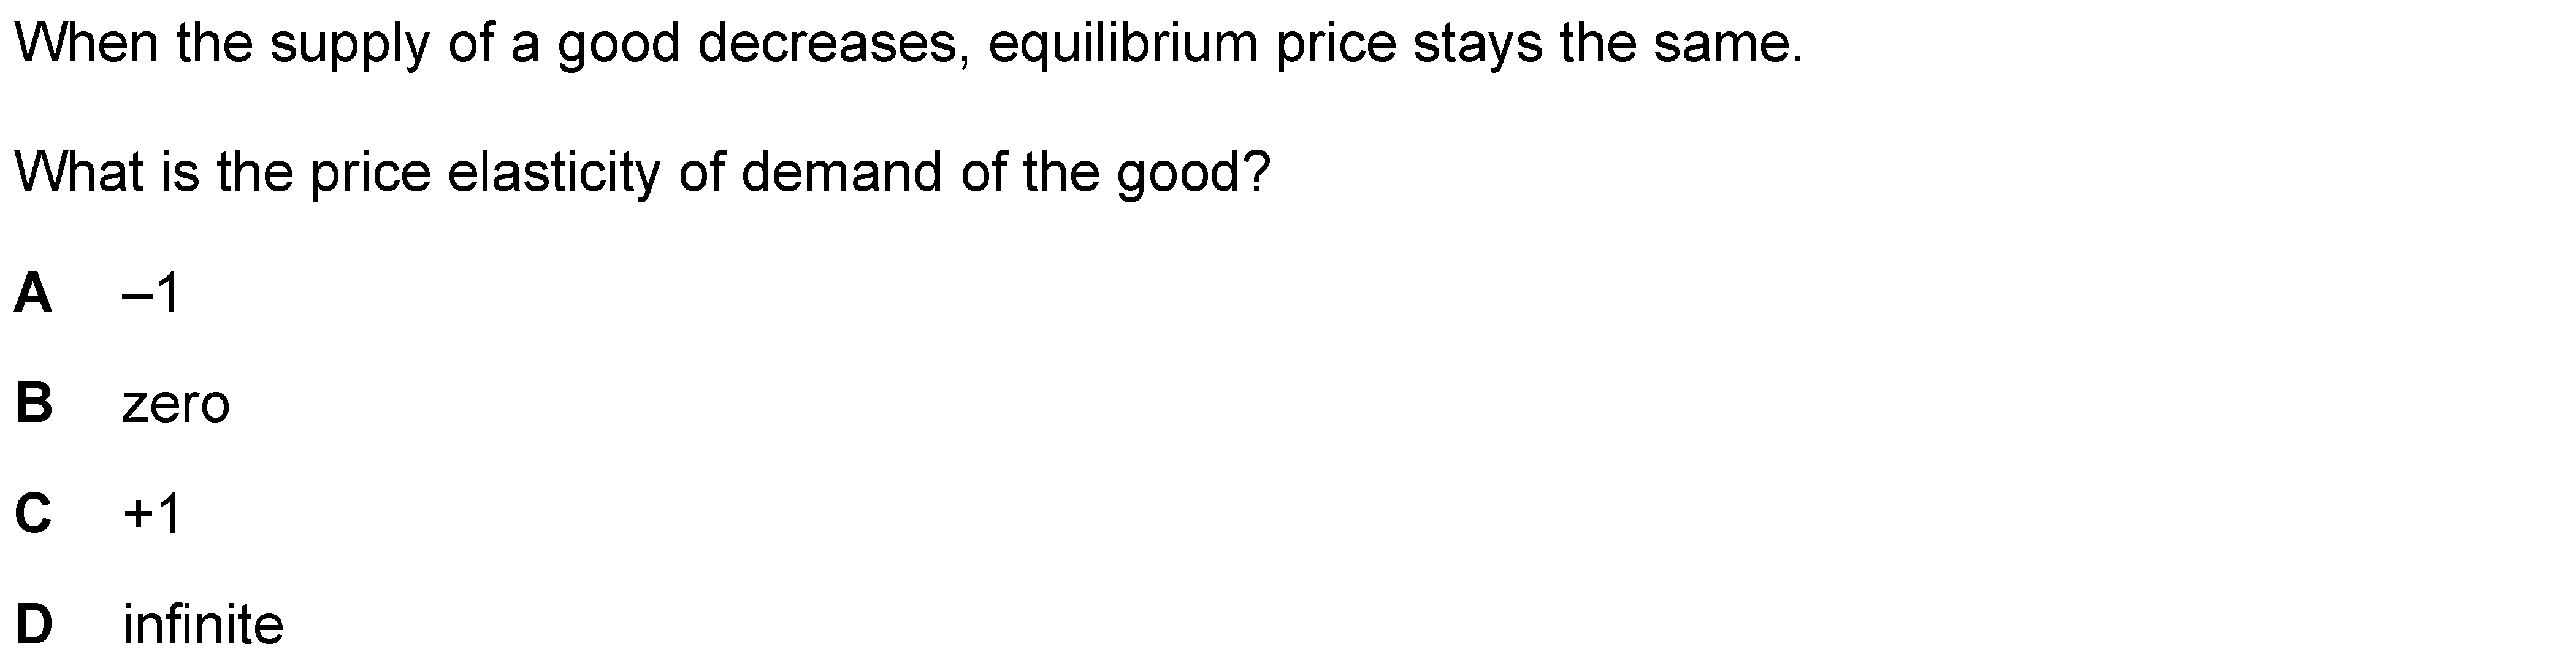 When the supply of a good decreases, equilibrium price stays the same.
What is the price elasticity of demand of the good?
A –1
B zero
C +1
D infinite